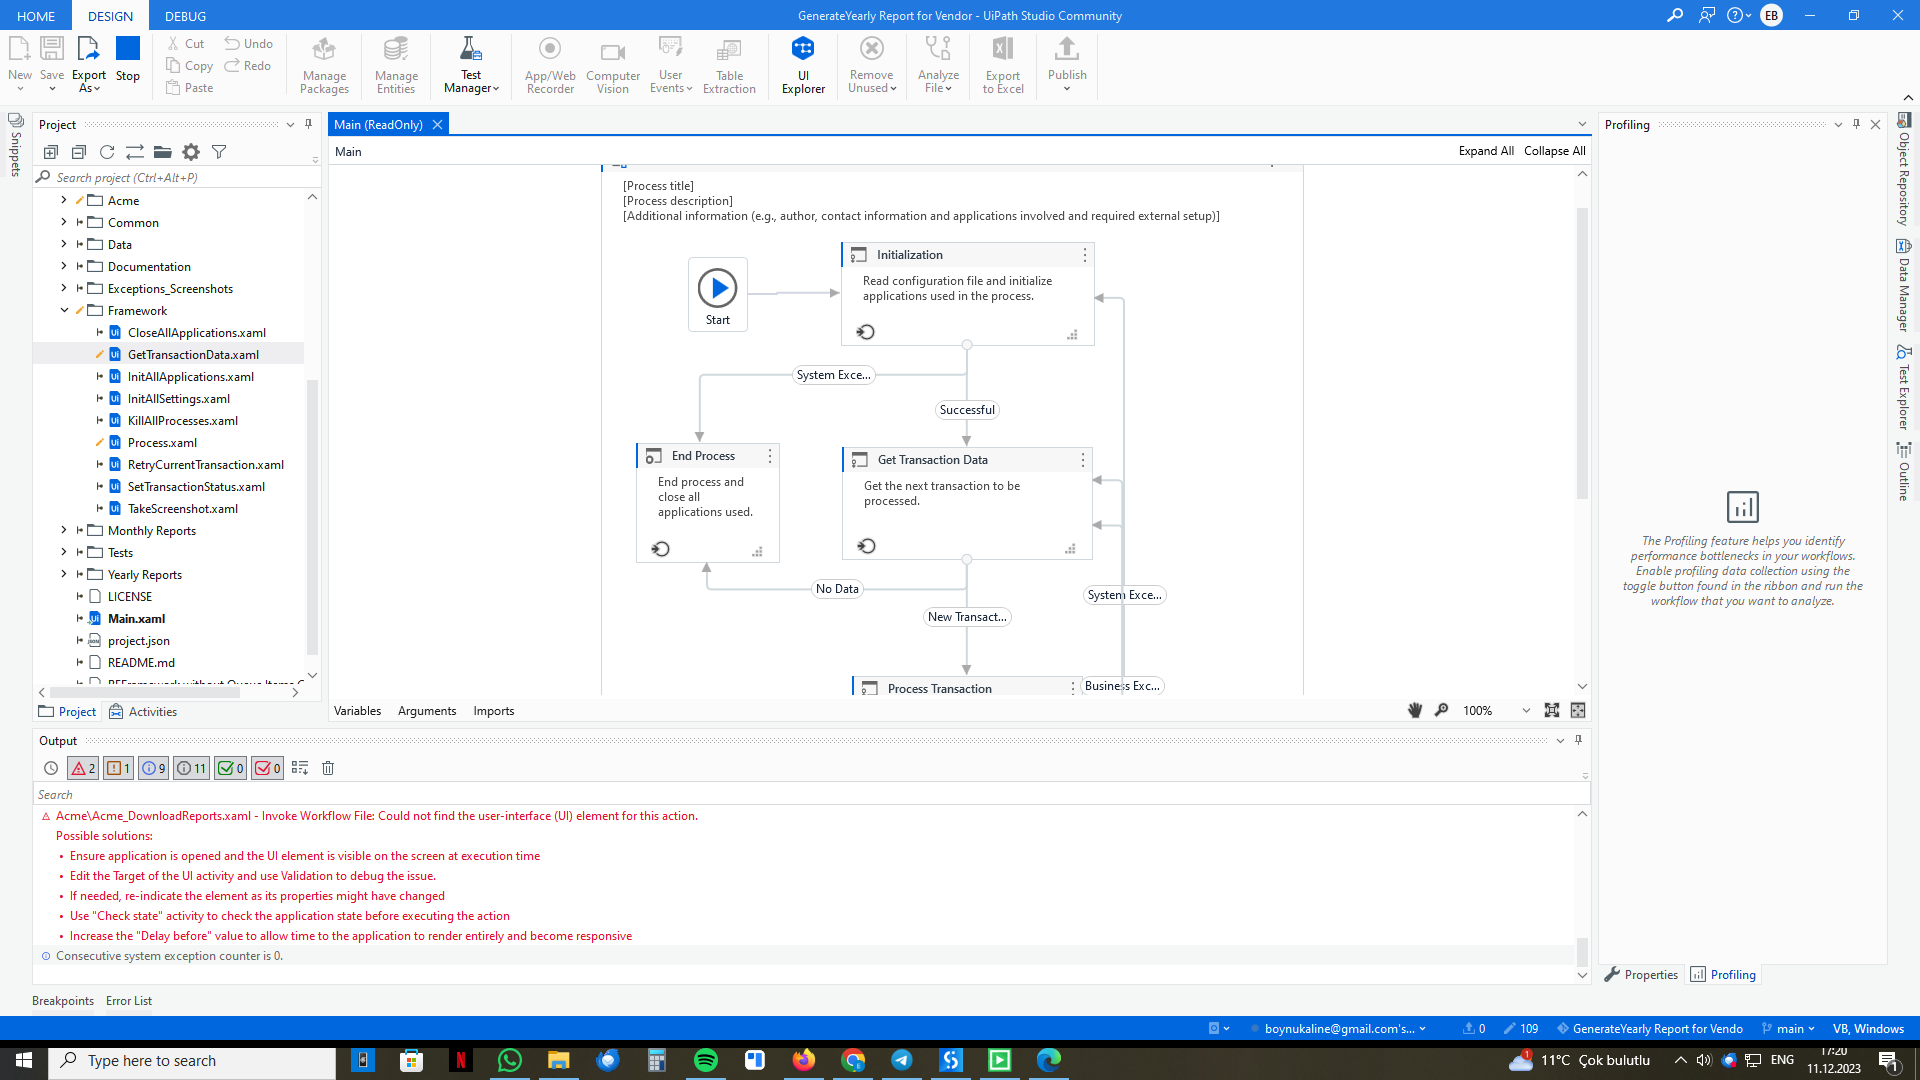 HOME
DESIGN
DEBUG
GenerateYearly Report for Vendor - UiPath Studio Community
EB
New
Save
Export As
Stop
Cut
Copy
Paste
Undo
Redo
Manage Packages
Manage Entities
Test Manager
App/Web Recorder
Computer Vision
User Events
Table Extraction
UI Explorer
Remove Unused
Analyze File
Export to Excel
Publish
Snippets
Project
Search project (Ctrl+Alt+P)
Acme
Common
Data
Documentation
Exceptions_Screenshots
Framework
CloseAllApplications.xaml
GetTransactionData.xaml
InitAllApplications.xaml
InitAllSettings.xaml
KillAllProcesses.xaml
Process.xaml
RetryCurrentTransaction.xaml
SetTransactionStatus.xaml
TakeScreenshot.xaml
Monthly Reports
Tests
Yearly Reports
LICENSE
Main.xaml
project.json
README.md
Project
Activities
Main (ReadOnly)
Main
Expand All
Collapse All
[Process title]
[Process description]
[Additional information (e.g., author, contact information and applications involved and required external setup)]
Start
Initialization
Read configuration file and initialize
applications used in the process.
System Exce...
Successful
End Process
End process and
close all
applications used.
Get Transaction Data
Get the next transaction to be
processed.
No Data
New Transact...
System Exce...
Process Transaction
Business Exc...
Variables
Arguments
Imports
100%
Profiling
The Profiling feature helps you identify
performance bottlenecks in your workflows.
Enable profiling data collection using the
toggle button found in the ribbon and run the
workflow that you want to analyze.
Properties
Profiling
Object Repository
Data Manager
Test Explorer
Outline
Output
2
1
9
11
0
0
Search
Acme\Acme_DownloadReports.xaml - Invoke Workflow File: Could not find the user-interface (UI) element for this action.
Possible solutions:
• Ensure application is opened and the UI element is visible on the screen at execution time
• Edit the Target of the UI activity and use Validation to debug the issue.
• If needed, re-indicate the element as its properties might have changed
• Use "Check state" activity to check the application state before executing the action
• Increase the "Delay before" value to allow time to the application to render entirely and become responsive
Consecutive system exception counter is 0.
Breakpoints
Error List
boynukaline@gmail.com's...
0
109
GenerateYearly Report for Vendo
main
VB, Windows
Type here to search
1
11°C Çok bulutlu
ENG
17:20
11.12.2023
1